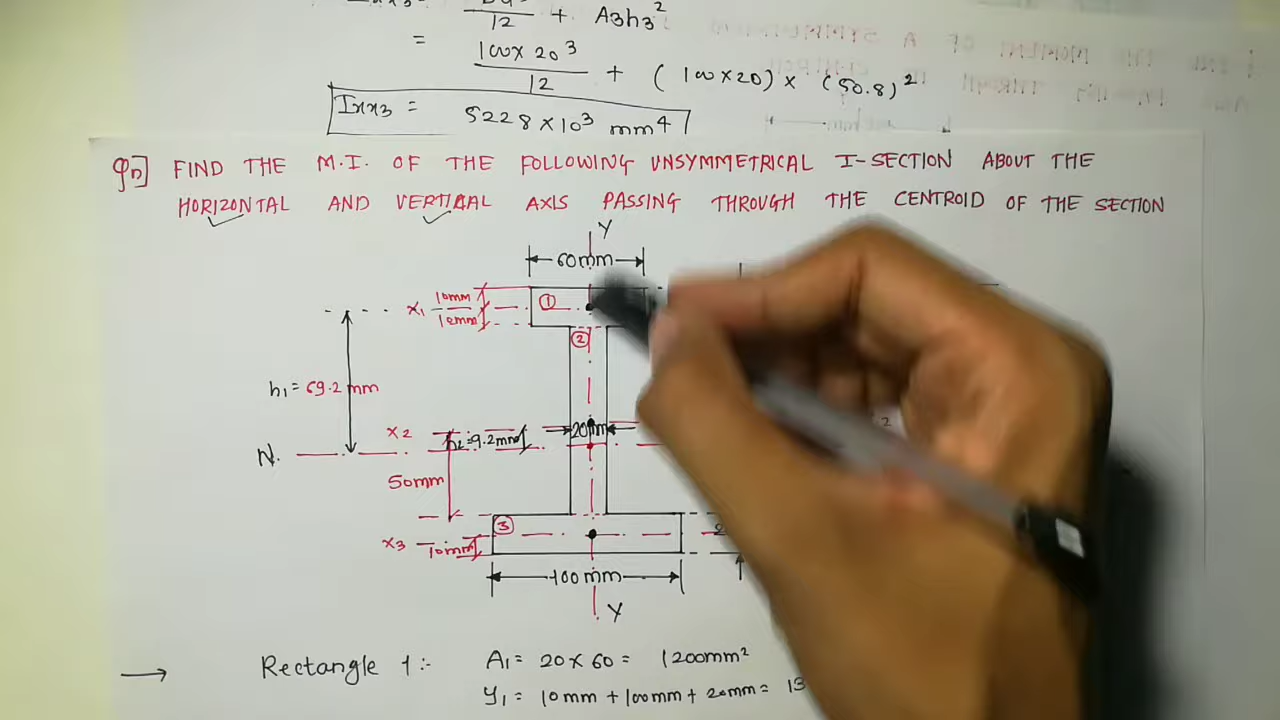 12 + A3h3²
= 100 x 20³
12 + (100 x 20) x (50.8)²
Ixx3 = 5228 x 10³ mm⁴
Qn] FIND THE M.I. OF THE FOLLOWING UNSYMMETRICAL I-SECTION ABOUT THE
HORIZONTAL AND VERTICAL AXIS PASSING THROUGH THE CENTROID OF THE SECTION
Y
60mm
x1 10mm
10mm
①
②
h1 = 69.2 mm
x2
h2=9.2mm
20mm
N.
50mm
③
x3 10mm
100 mm
Y
→ Rectangle 1:- A1 = 20 x 60 = 1200mm²
y1 = 10mm + 100mm + 20mm = 13